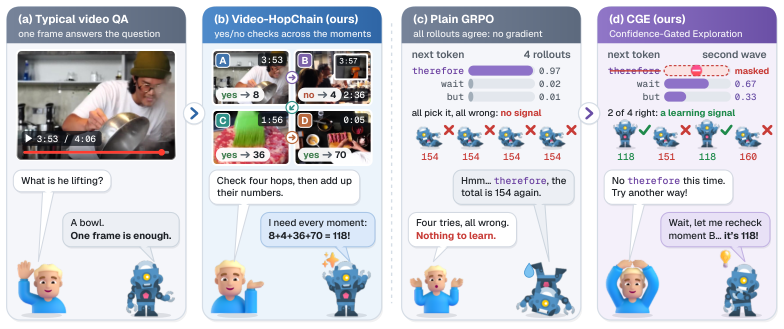 (a) Typical video QA
one frame answers the question
3:53 / 4:06
What is he lifting?
A bowl.
One frame is enough.
(b) Video-HopChain (ours)
yes/no checks across the moments
A
3:53
yes → 8
B
3:57
no → 4
2:36
C
1:56
yes → 36
D
0:05
yes → 70
Check four hops, then add up
their numbers.
I need every moment:
8+4+36+70 = 118!
(c) Plain GRPO
all rollouts agree: no gradient
next token
4 rollouts
therefore
0.97
wait
0.02
but
0.01
all pick it, all wrong: no signal
154
154
154
154
Hmm... therefore, the
total is 154 again.
Four tries, all wrong.
Nothing to learn.
(d) CGE (ours)
Confidence-Gated Exploration
next token
second wave
therefore
masked
wait
0.67
but
0.33
2 of 4 right: a learning signal
118
151
118
160
No therefore this time.
Try another way!
Wait, let me recheck
moment B... it's 118!